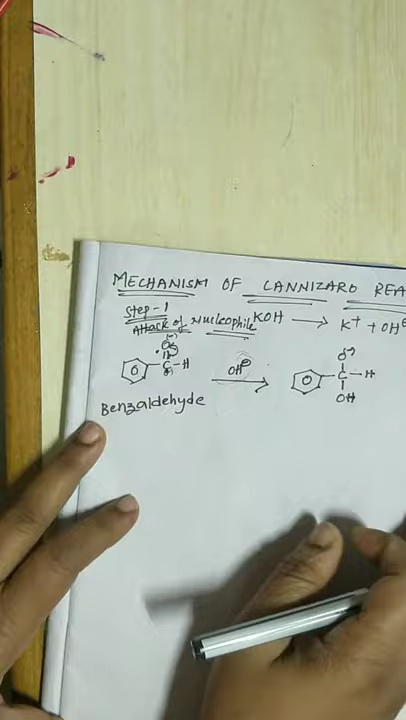 MECHANISM OF CANNIZARO REA
Step-1
Attack of Nucleophile KOH → K+ + OH⊖
O(-) O(-)
C-H OH⊖ → C-H
OH
Benzaldehyde